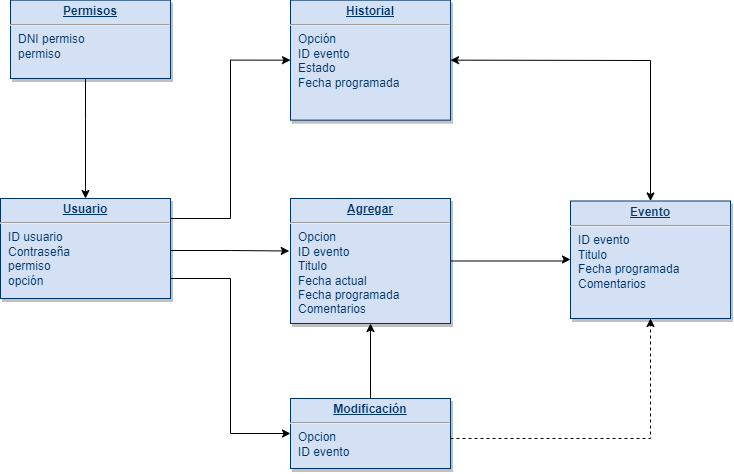 Permisos
DNI permiso
permiso
Historial
Opción
ID evento
Estado
Fecha programada
Usuario
ID usuario
Contraseña
permiso
opción
Agregar
Opcion
ID evento
Titulo
Fecha actual
Fecha programada
Comentarios
Evento
ID evento
Titulo
Fecha programada
Comentarios
Modificación
Opcion
ID evento